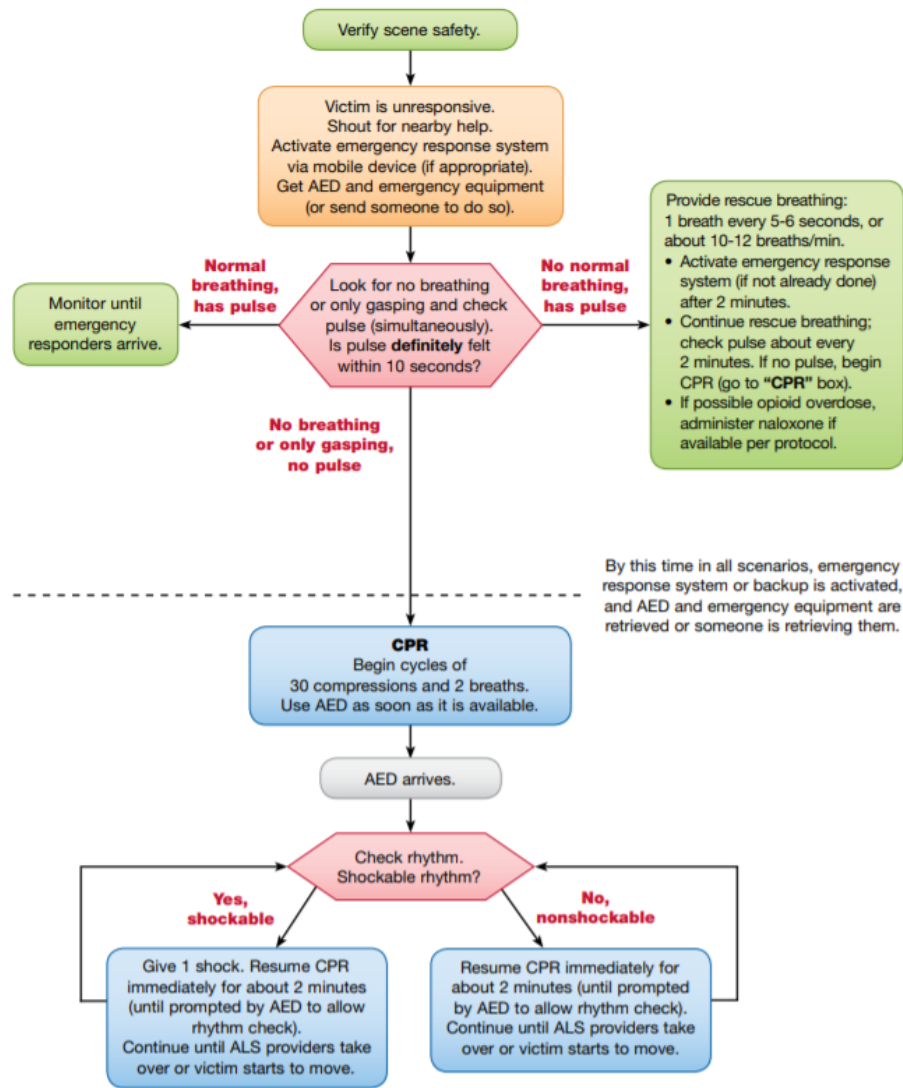 Verify scene safety.
Victim is unresponsive.
Shout for nearby help.
Activate emergency response system
via mobile device (if appropriate).
Get AED and emergency equipment
(or send someone to do so).
Normal
breathing,
has pulse
Monitor until
emergency
responders arrive.
Look for no breathing
or only gasping and check
pulse (simultaneously).
Is pulse definitely felt
within 10 seconds?
No normal
breathing,
has pulse
Provide rescue breathing:
1 breath every 5-6 seconds, or
about 10-12 breaths/min.
• Activate emergency response
system (if not already done)
after 2 minutes.
• Continue rescue breathing;
check pulse about every
2 minutes. If no pulse, begin
CPR (go to “CPR” box).
• If possible opioid overdose,
administer naloxone if
available per protocol.
No breathing
or only gasping,
no pulse
By this time in all scenarios, emergency
response system or backup is activated,
and AED and emergency equipment are
retrieved or someone is retrieving them.
CPR
Begin cycles of
30 compressions and 2 breaths.
Use AED as soon as it is available.
AED arrives.
Check rhythm.
Shockable rhythm?
Yes,
shockable
No,
nonshockable
Give 1 shock. Resume CPR
immediately for about 2 minutes
(until prompted by AED to allow
rhythm check).
Continue until ALS providers take
over or victim starts to move.
Resume CPR immediately for
about 2 minutes (until prompted
by AED to allow rhythm check).
Continue until ALS providers take
over or victim starts to move.